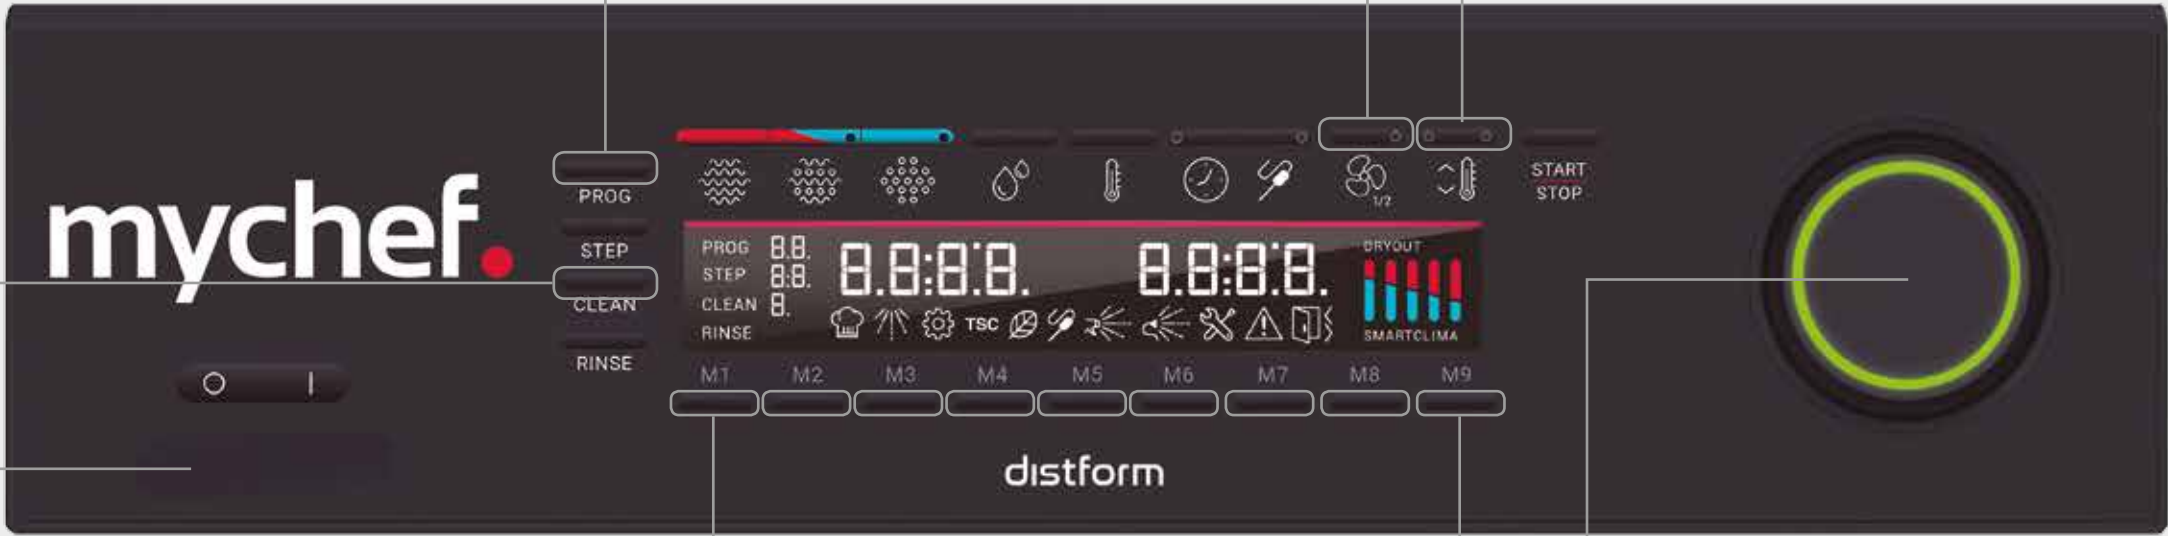 mychef.
PROG
STEP
CLEAN
RINSE
1/2
START
STOP
PROG 8.8.
STEP 8:8.
CLEAN 8.
RINSE
8.8:8.8.
8.8:8.8.
DRYOUT
TSC
SMARTCLIMA
M1 M2 M3 M4 M5 M6 M7 M8 M9
distform